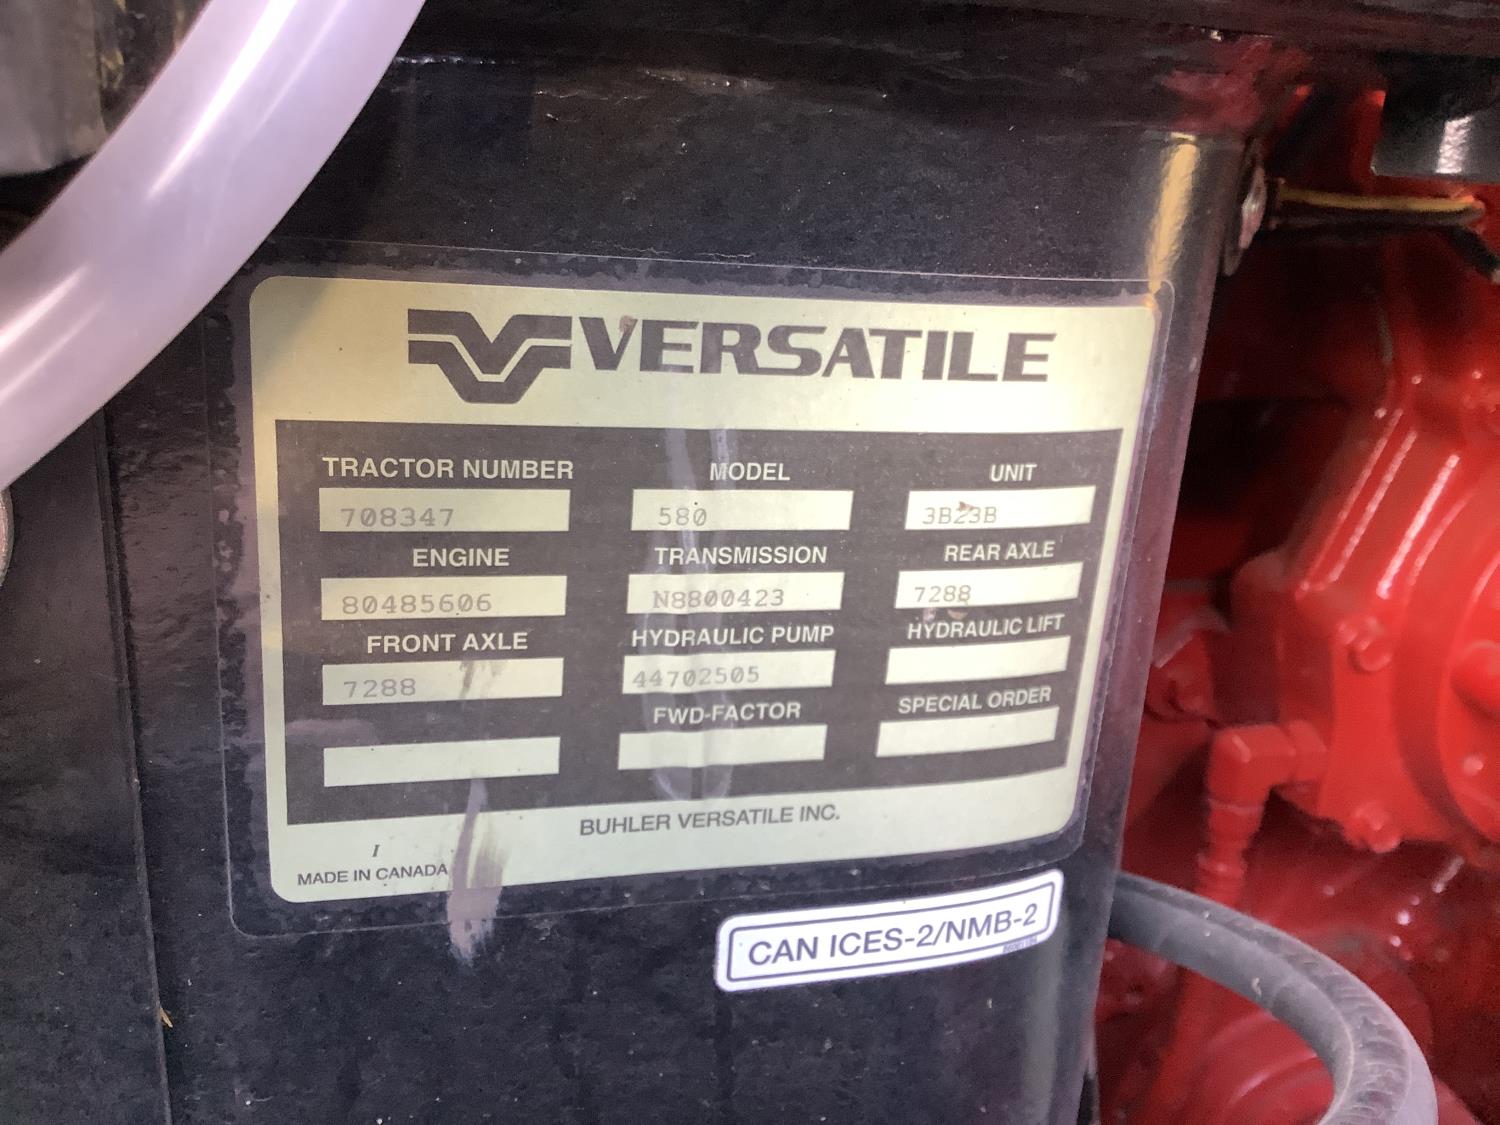 VERSATILE
TRACTOR NUMBER MODEL UNIT
708347 580 3B23B
ENGINE TRANSMISSION REAR AXLE
80485606 N8800423 7288
FRONT AXLE HYDRAULIC PUMP HYDRAULIC LIFT
7288 44702505
FWD-FACTOR SPECIAL ORDER
BUHLER VERSATILE INC.
I
MADE IN CANADA
CAN ICES-2/NMB-2